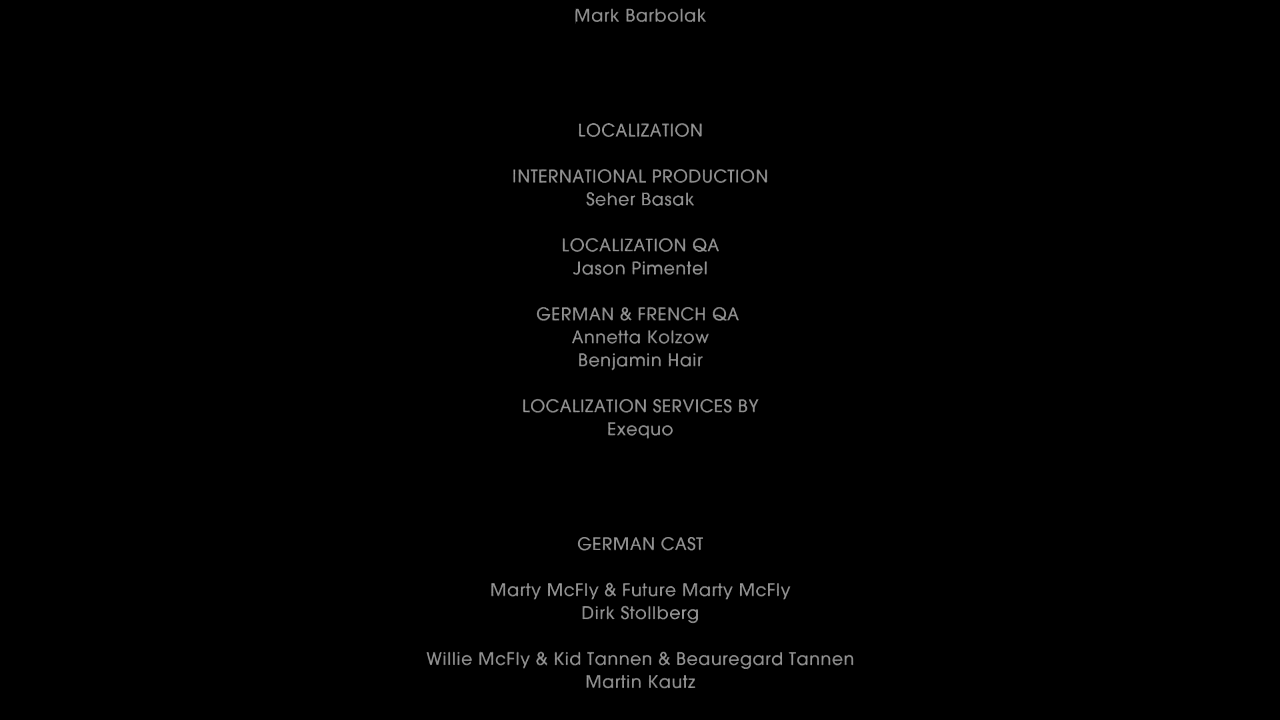 Mark Barbolak
LOCALIZATION
INTERNATIONAL PRODUCTION
Seher Basak
LOCALIZATION QA
Jason Pimentel
GERMAN & FRENCH QA
Annetta Kolzow
Benjamin Hair
LOCALIZATION SERVICES BY
Exequo
GERMAN CAST
Marty McFly & Future Marty McFly
Dirk Stollberg
Willie McFly & Kid Tannen & Beauregard Tannen
Martin Kautz